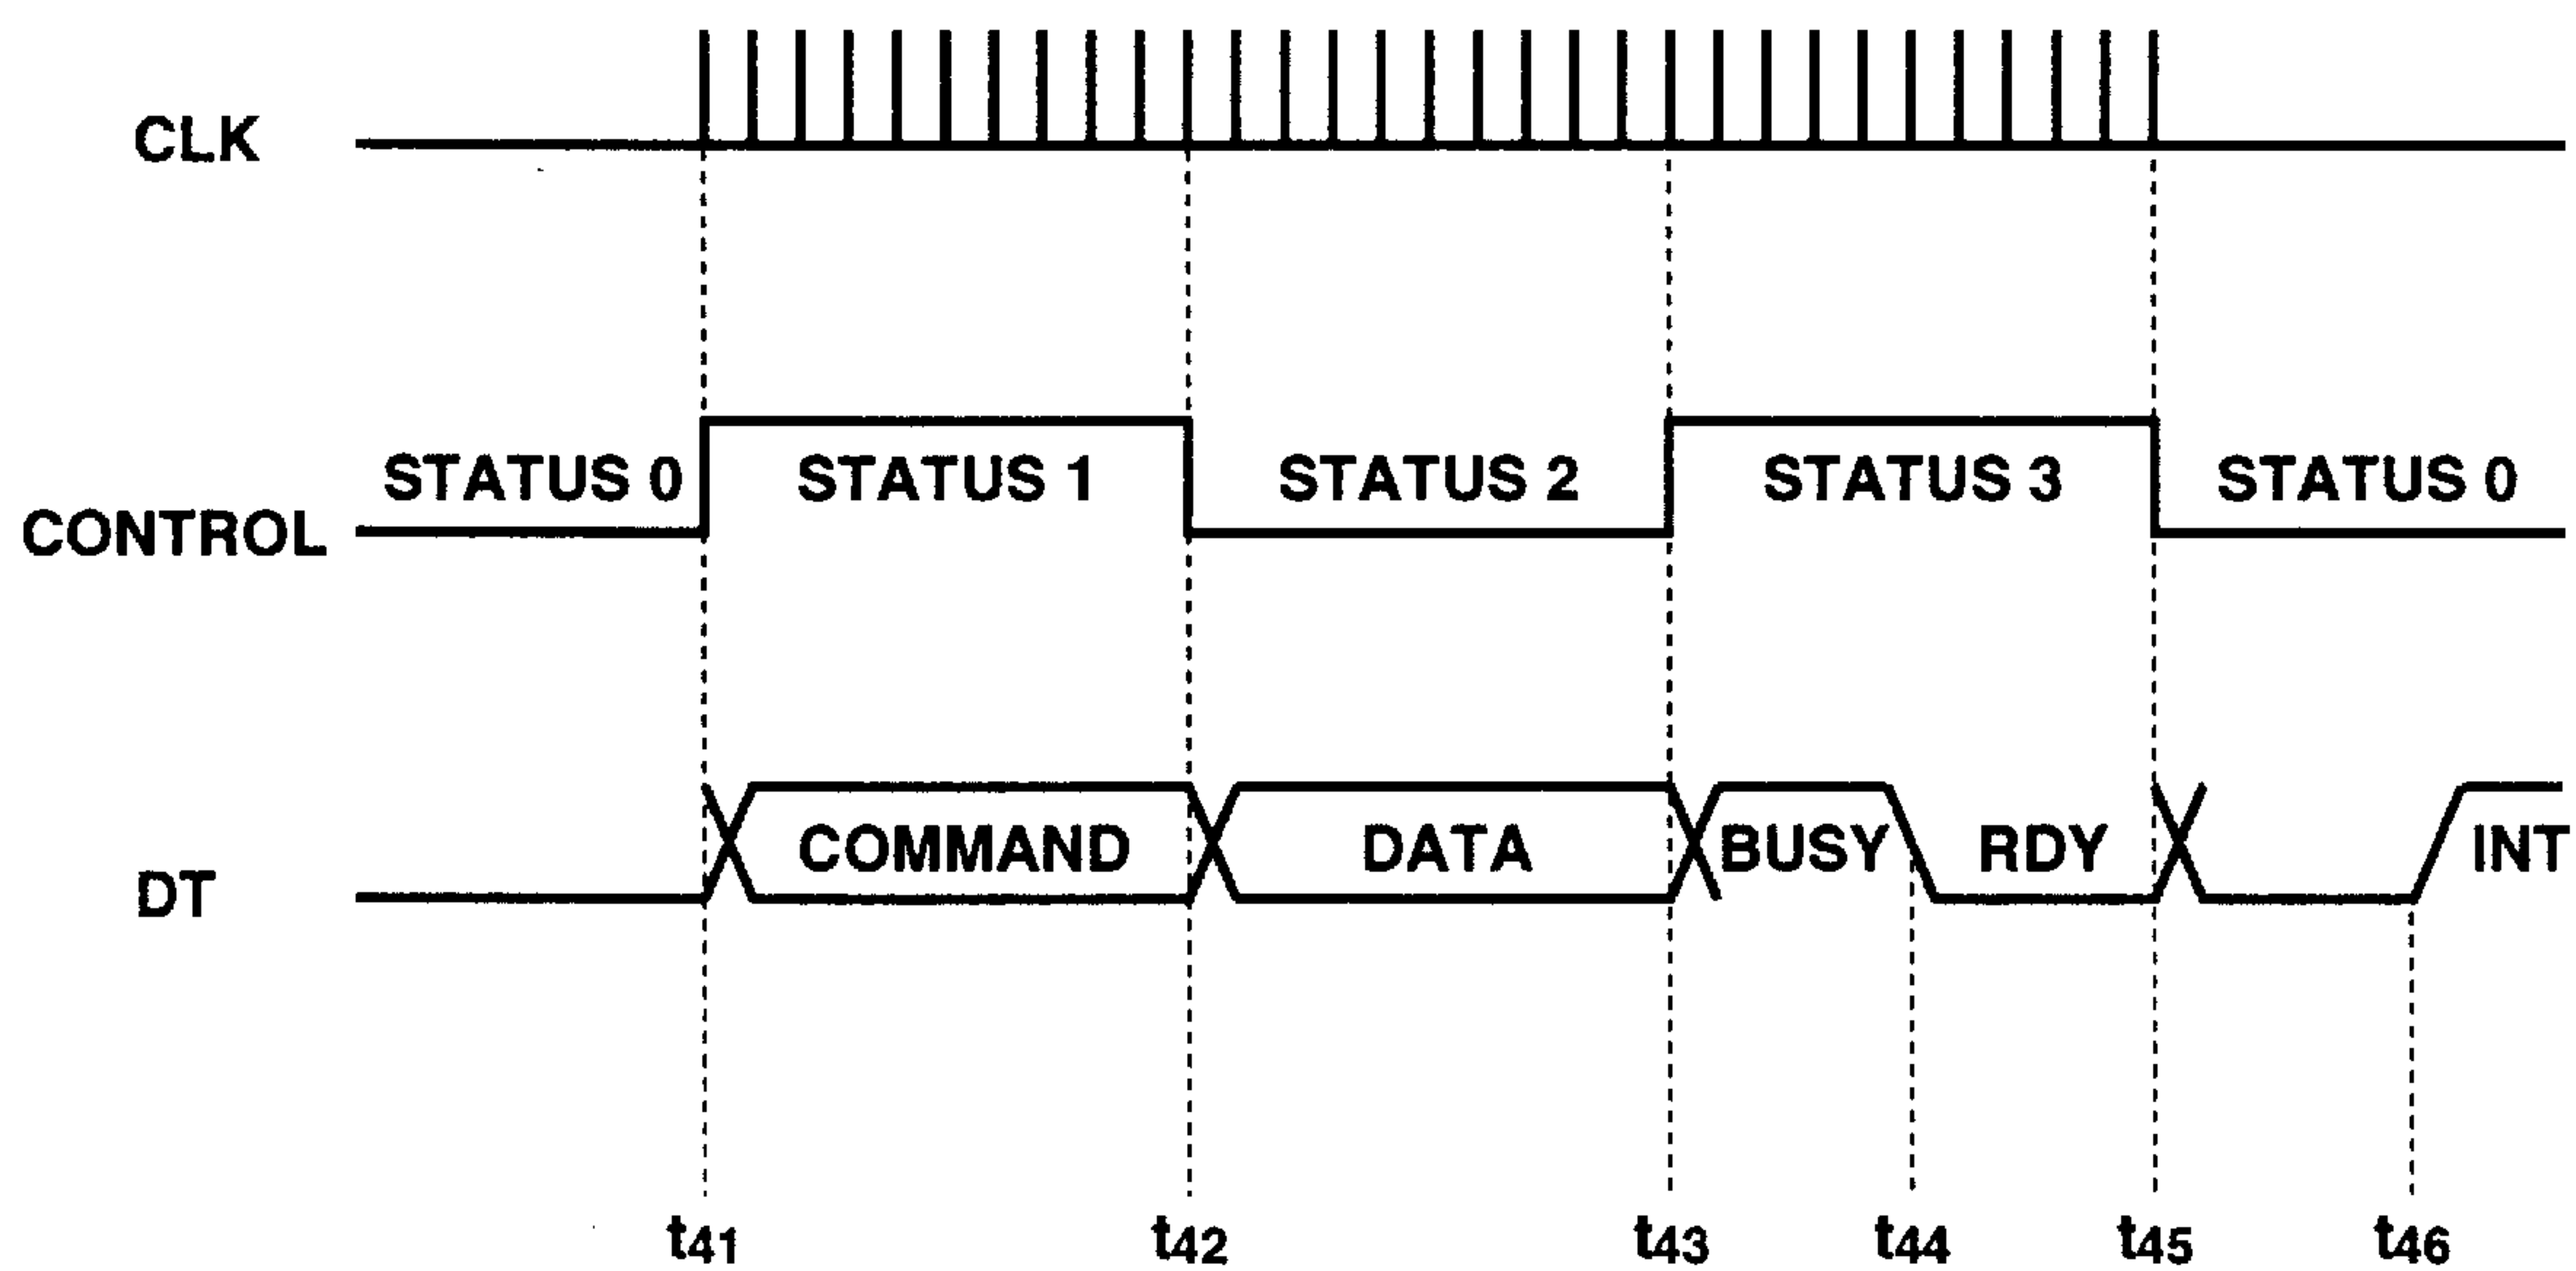 CLK
STATUS 0 STATUS 1 STATUS 2 STATUS 3 STATUS 0
CONTROL
COMMAND DATA BUSY RDY INT
DT
t41 t42 t43 t44 t45 t46